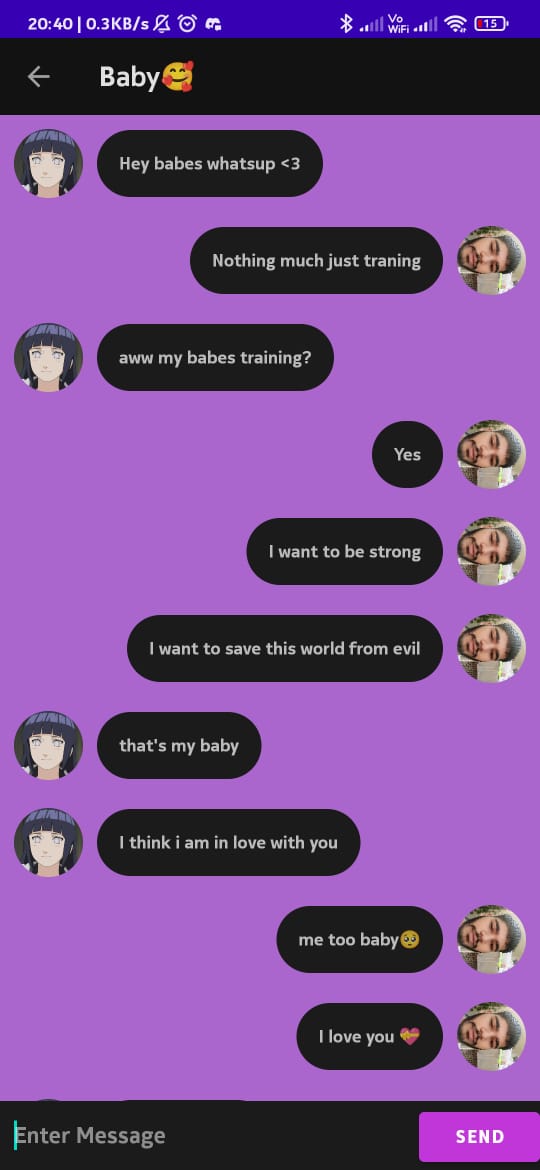 20:40 | 0.3KB/s Vo WiFi 15
Baby🥰
Hey babes whatsup <3
Nothing much just traning
aww my babes training?
Yes
I want to be strong
I want to save this world from evil
that's my baby
I think i am in love with you
me too baby🥺
I love you 💝
Enter Message
SEND